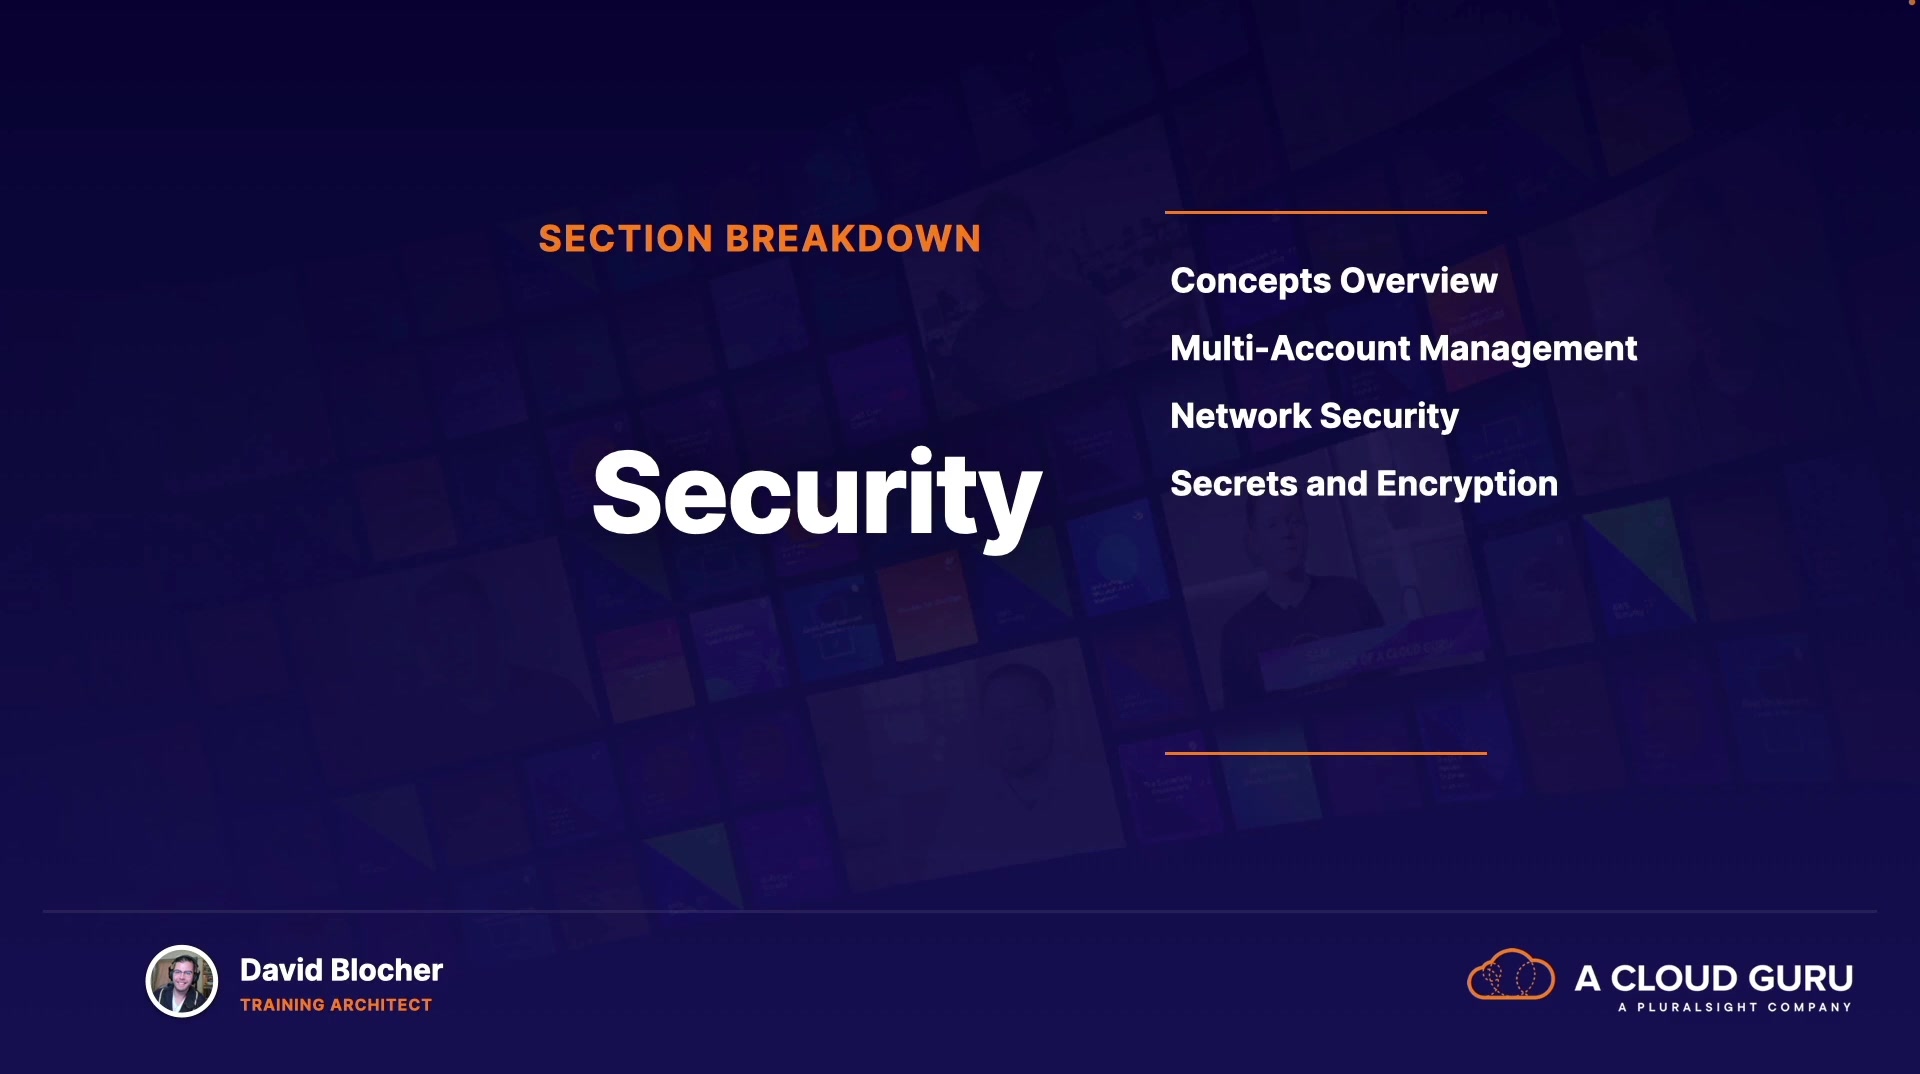 SECTION BREAKDOWN
Security
Concepts Overview
Multi-Account Management
Network Security
Secrets and Encryption
David Blocher
TRAINING ARCHITECT
A CLOUD GURU
A PLURALSIGHT COMPANY